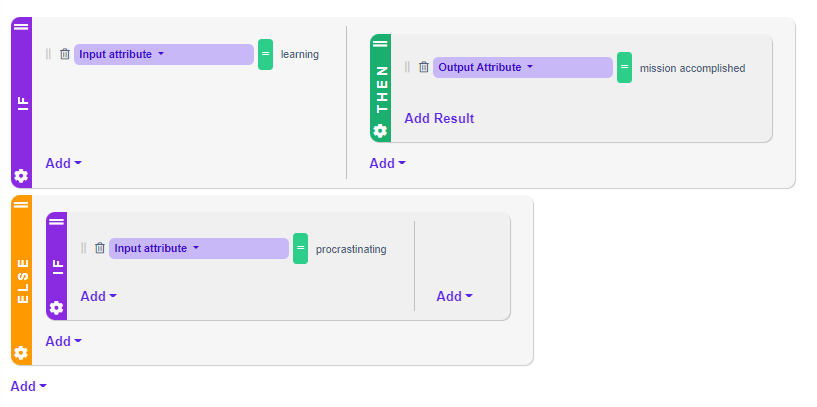 IF
Input attribute = learning
Add
THEN
Output Attribute = mission accomplished
Add Result
Add
ELSE
IF
Input attribute = procrastinating
Add
Add
Add
Add